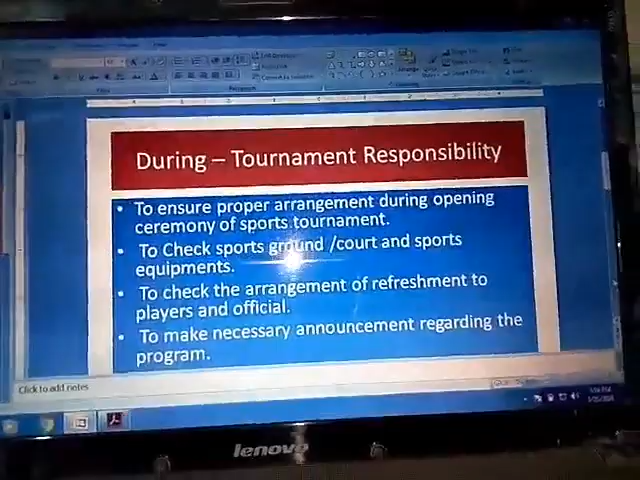 During – Tournament Responsibility
• To ensure proper arrangement during opening
ceremony of sports tournament.
• To Check sports ground /court and sports
equipments.
• To check the arrangement of refreshment to
players and official.
• To make necessary announcement regarding the
program.
Click to add notes
lenovo